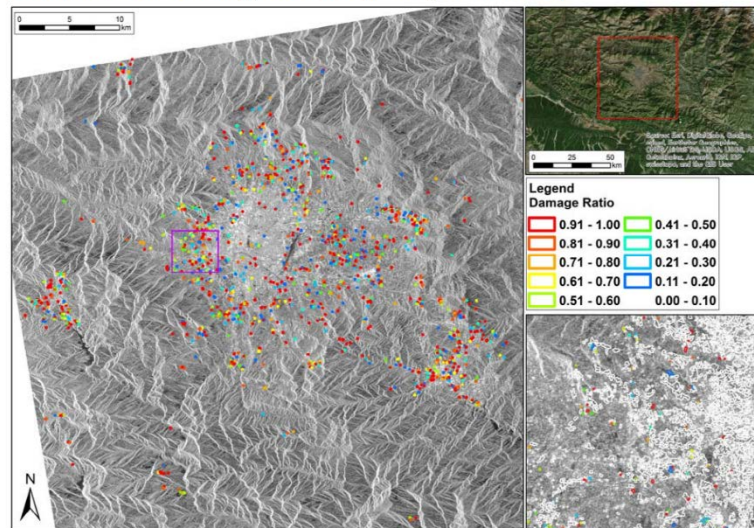 0 5 10
km
0 25 50
km
Legend
Damage Ratio
0.91 - 1.00
0.81 - 0.90
0.71 - 0.80
0.61 - 0.70
0.51 - 0.60
0.41 - 0.50
0.31 - 0.40
0.21 - 0.30
0.11 - 0.20
0.00 - 0.10
N